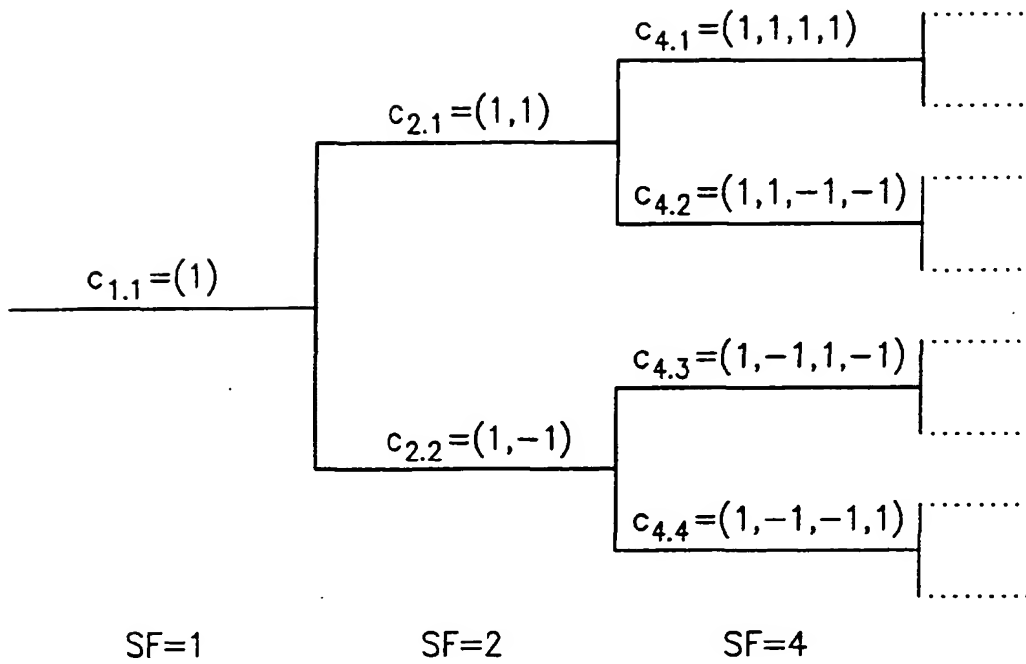 c4.1=(1,1,1,1)
c2.1=(1,1)
c4.2=(1,1,-1,-1)
c1.1=(1)
c4.3=(1,-1,1,-1)
c2.2=(1,-1)
c4.4=(1,-1,-1,1)
SF=1 SF=2 SF=4